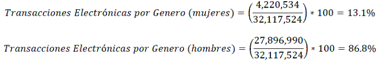 Transacciones Electrónicas por Genero (mujeres) = (4,220,534 / 32,117,524) * 100 = 13.1%
Transacciones Electrónicas por Genero (hombres) = (27,896,990 / 32,117,524) * 100 = 86.8%